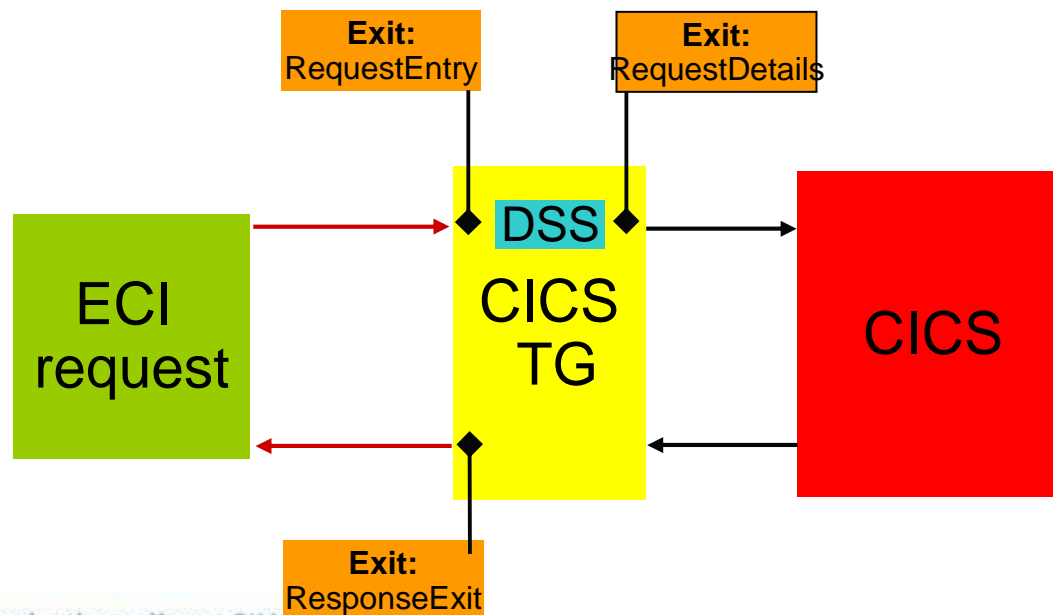 Exit:
RequestEntry
Exit:
RequestDetails
ECI
request
DSS
CICS
TG
CICS
Exit:
ResponseExit